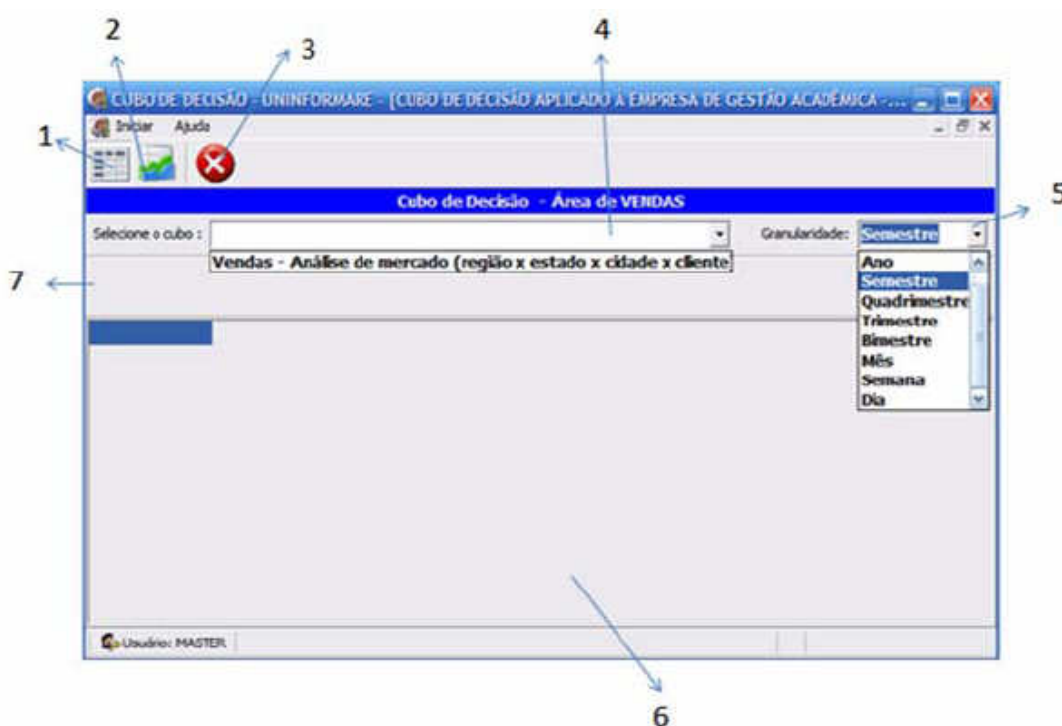 2
4
3
CUBO DE DECISÃO - UNINFORMARE - [CUBO DE DECISÃO APLICADO À EMPRESA DE GESTÃO ACADÊMICA -...
Iniciar Ajuda
1
Cubo de Decisão - Área de VENDAS
5
Selecione o cubo :
Granularidade: Semestre
Vendas - Análise de mercado (região x estado x cidade x cliente)
7
Ano
Semestre
Quadrimestre
Trimestre
Bimestre
Mês
Semana
Dia
Usuário: MASTER
6